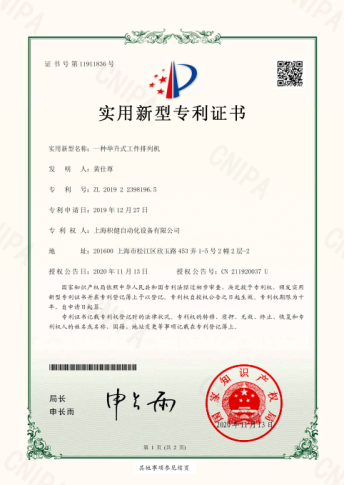 证书号第11911836号
实用新型专利证书
实用新型名称：一种举升式工件排列机
发明人：黄仕尊
专利号：ZL 2019 2 2398196.5
专利申请日：2019年12月27日
专利权人：上海积健自动化设备有限公司
地址：201600 上海市松江区欣玉路453弄1-5号2幢2层-2
授权公告日：2020年11月13日 授权公告号：CN 211920037 U
国家知识产权局依照中华人民共和国专利法经过初步审查，决定授予专利权，颁发实用
新型专利证书并在专利登记簿上予以登记。专利权自授权公告之日起生效。专利权期限为十
年，自申请日起算。
专利证书记载专利权登记时的法律状况。专利权的转移、质押、无效、终止、恢复和专
利权人的姓名或名称、国籍、地址变更等事项记载在专利登记簿上。
局长
申长雨
申长雨
国家知识产权局
2020年11月13日
第 1 页 (共 2 页)
其他事项参见续页
CNIPA